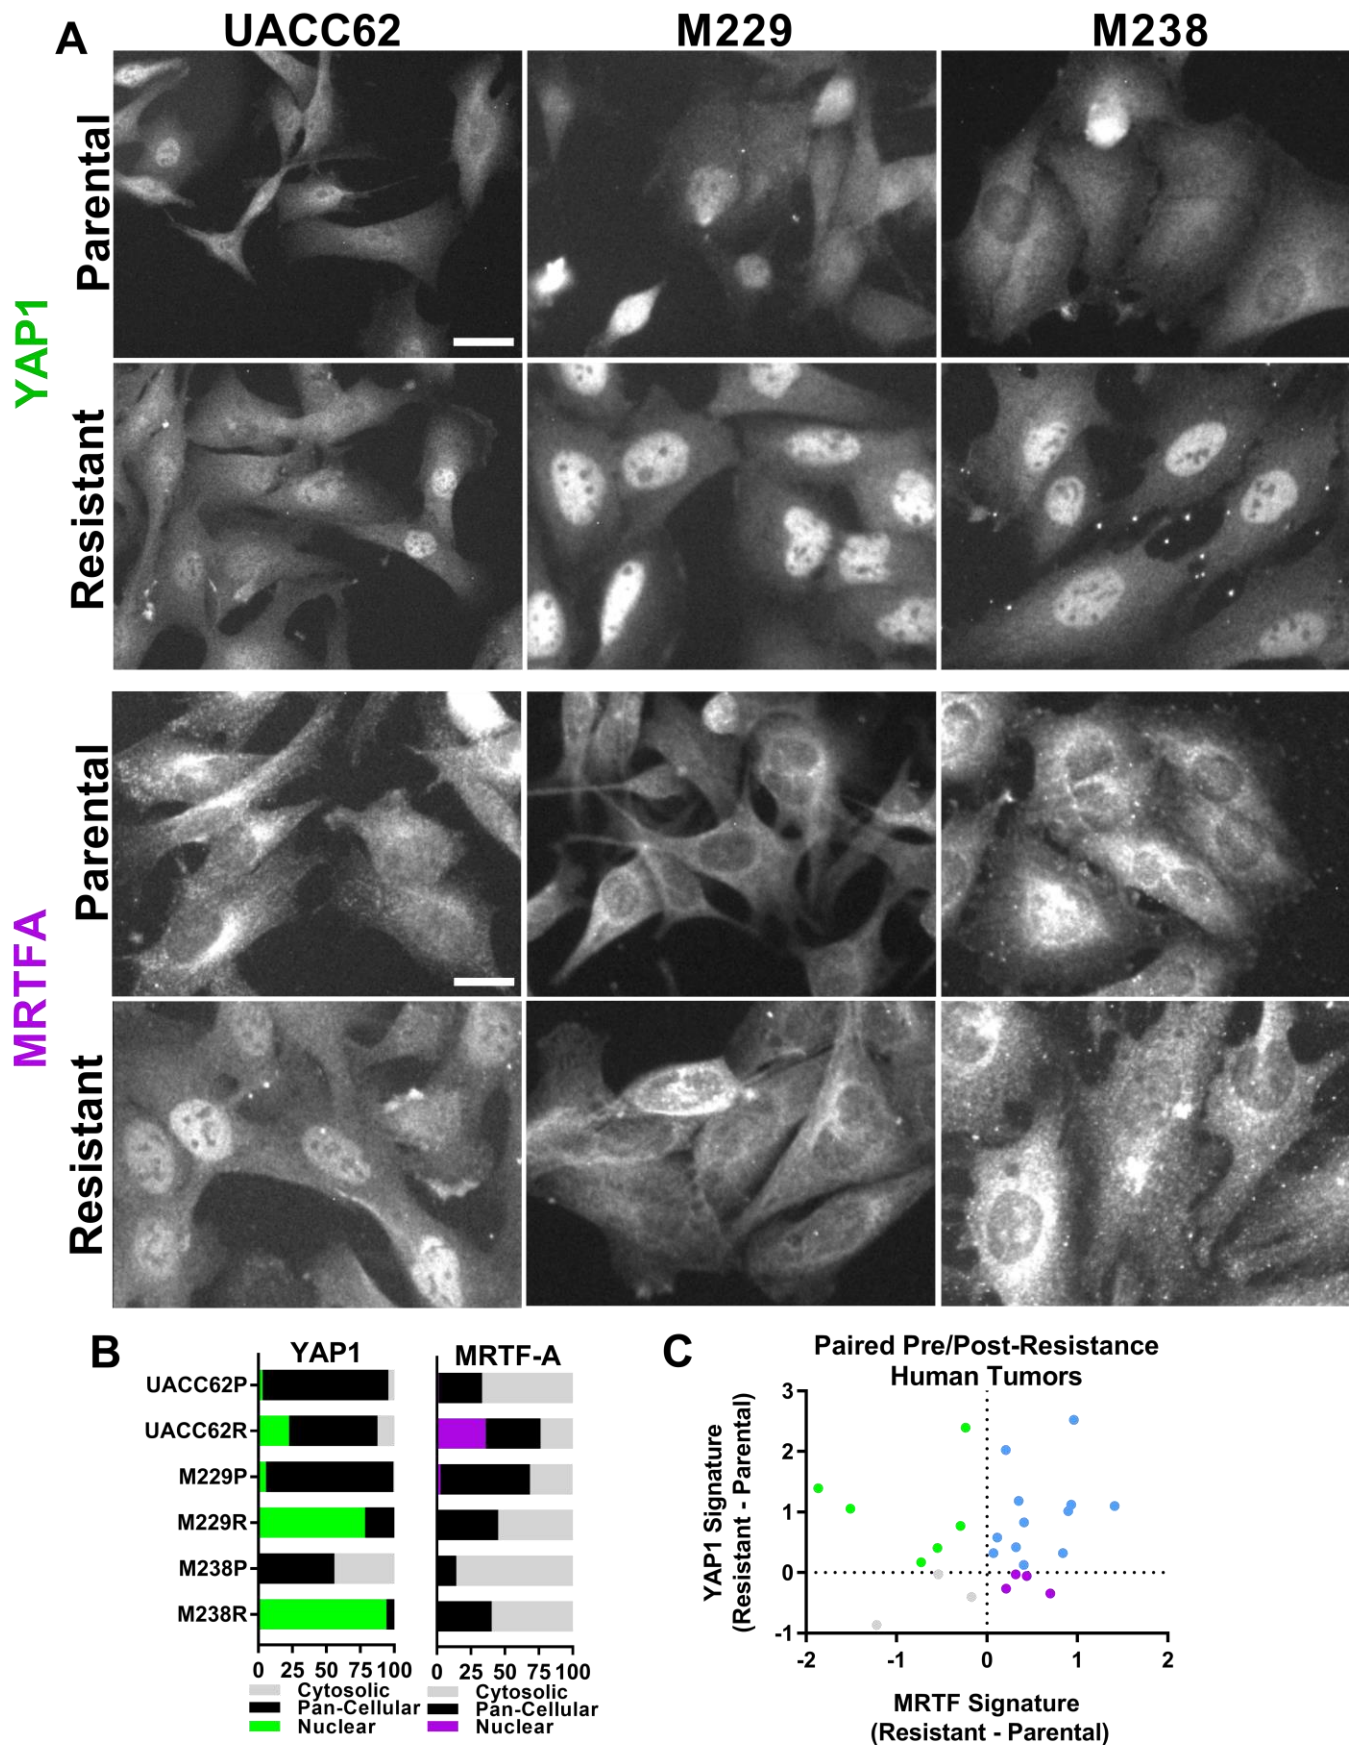 A
UACC62
M229
M238
YAP1
Parental
Resistant
MRTFA
Parental
Resistant
B
YAP1
MRTF-A
UACC62P
UACC62R
M229P
M229R
M238P
M238R
0 25 50 75 100
0 25 50 75 100
Cytosolic
Pan-Cellular
Nuclear
Cytosolic
Pan-Cellular
Nuclear
C
Paired Pre/Post-Resistance
Human Tumors
YAP1 Signature
(Resistant - Parental)
3
2
1
0
-1
-2 -1 0 1 2
MRTF Signature
(Resistant - Parental)